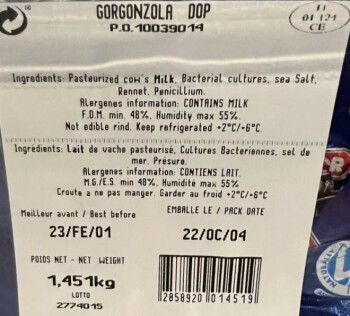 GORGONZOLA DOP
P.O.10039014
IT
01 121
CE
Ingredients: Pasteurized cow's Milk, Bacterial cultures, sea Salt,
Rennet, Penicillium.
Alergenes information: CONTAINS MILK
F.D.M. min. 48%, Humidity max 55%.
Not edible rind. Keep refrigerated +2°C/+6°C.
Ingrédients: Lait de vache pasteurisé, Cultures Bacteriennes, sel de
mer, Présure.
Alergenes information: CONTIENS LAIT.
M.G/E.S. min 48%, Humidité max 55%
Croute a ne pas manger. Garder au froid +2°C/+6°C
Meilleur avant / Best before
EMBALLE LE / PACK DATE
23/FE/01
22/OC/04
POIDS NET - NET WEIGHT
1,451kg
LOTTO
2774015
2858920 014519